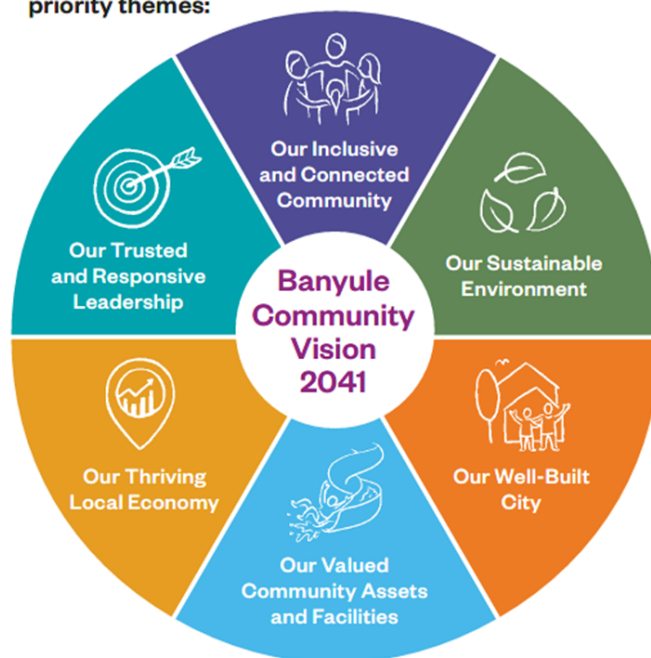 priority themes:
Our Inclusive
and Connected
Community
Our Sustainable
Environment
Our Well-Built
City
Our Valued
Community Assets
and Facilities
Our Thriving
Local Economy
Our Trusted
and Responsive
Leadership
Banyule
Community
Vision
2041